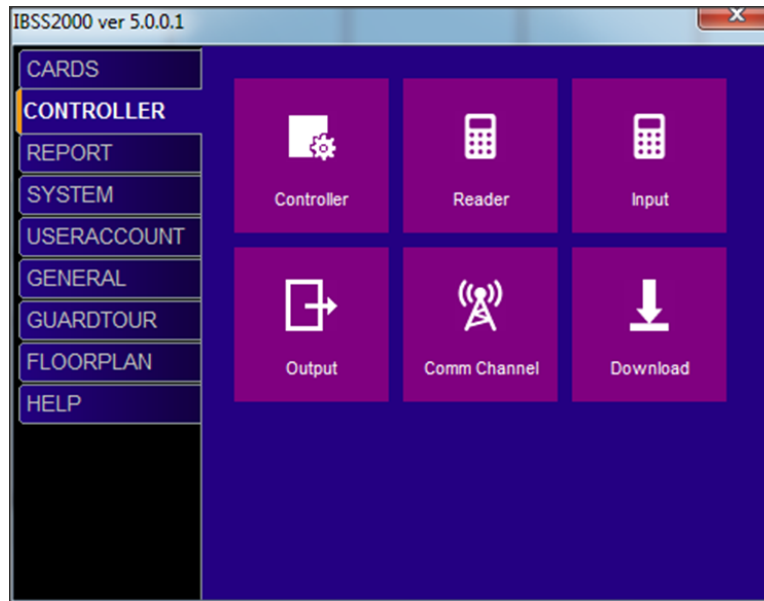 IBSS2000 ver 5.0.0.1
CARDS
CONTROLLER
REPORT
SYSTEM
USERACCOUNT
GENERAL
GUARDTOUR
FLOORPLAN
HELP
Controller
Reader
Input
Output
Comm Channel
Download